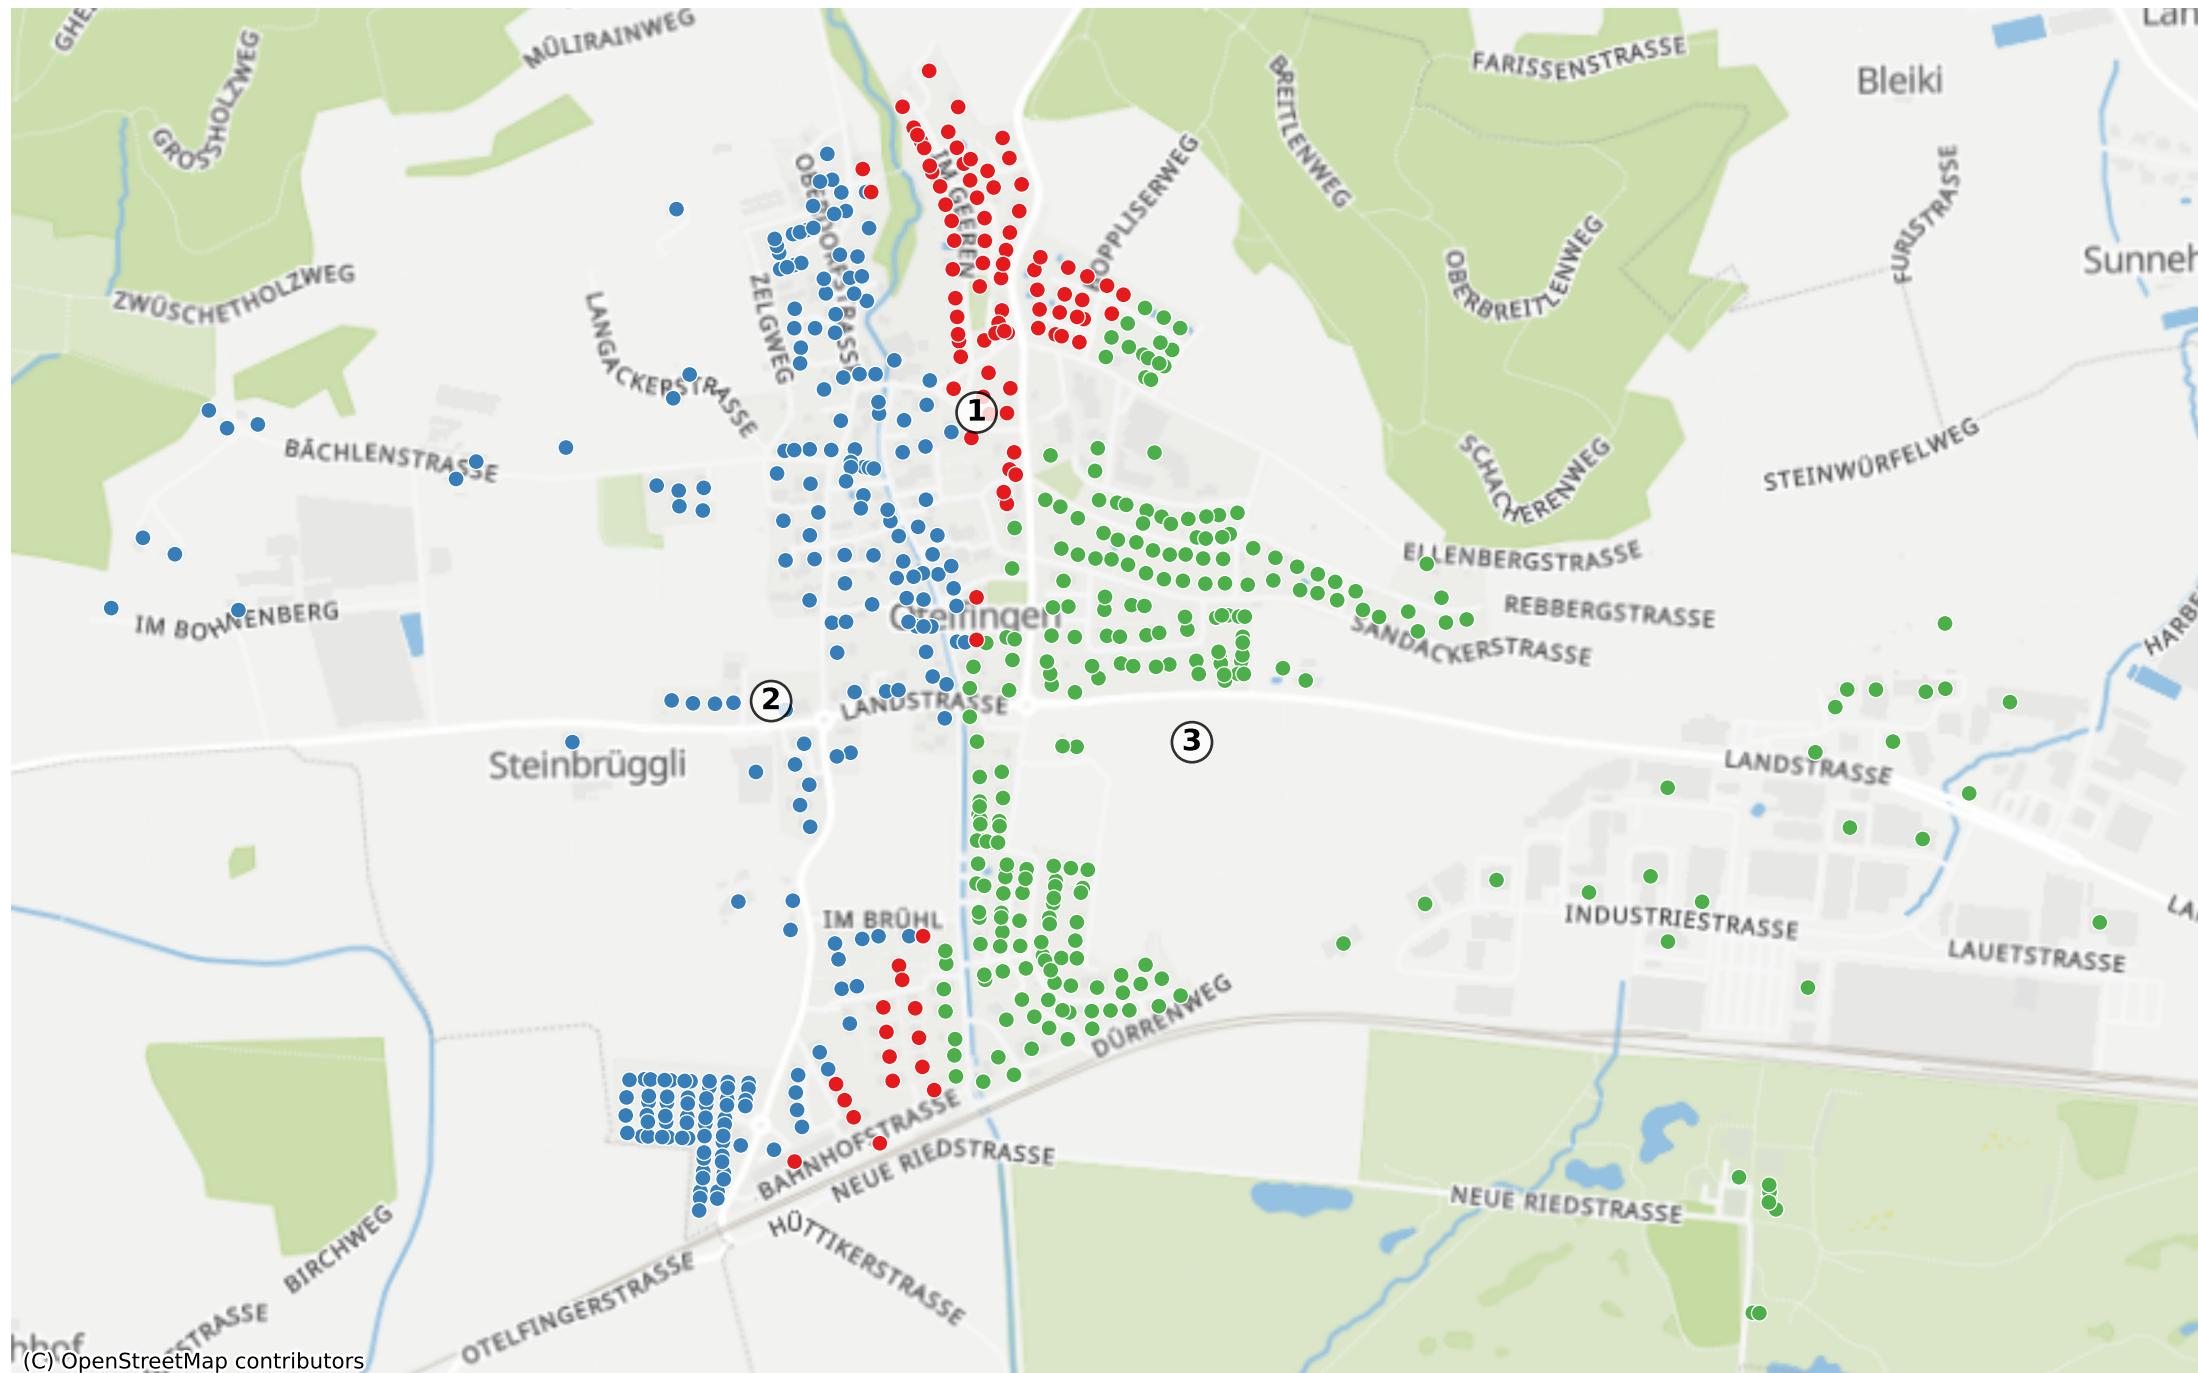 MÜLIRAINWEG
GROSSHOLZWEG
FARISSENSTRASSE
Bleiki
BREITLENWEG
IM GEEREN
OBERDORFSTRASSE
FURISTRASSE
OBERBREITLENWEG
ZWÜSCHETHOLZWEG
ZELGWEG
LANGACKERSTRASSE
1
BÄCHLENSTRASSE
SCHACHERENWEG
STEINWÜRFELWEG
ELLENBERGSTRASSE
REBBERGSTRASSE
IM BOHNENBERG
Otelfingen
SANDACKERSTRASSE
2
LANDSTRASSE
3
Steinbrüggli
LANDSTRASSE
IM BRÜHL
INDUSTRIESTRASSE
LAUETSTRASSE
DÜRRENWEG
BAHNHOFSTRASSE
NEUE RIEDSTRASSE
NEUE RIEDSTRASSE
HÜTTIKERSTRASSE
BIRCHWEG
OTELFINGERSTRASSE
(C) OpenStreetMap contributors